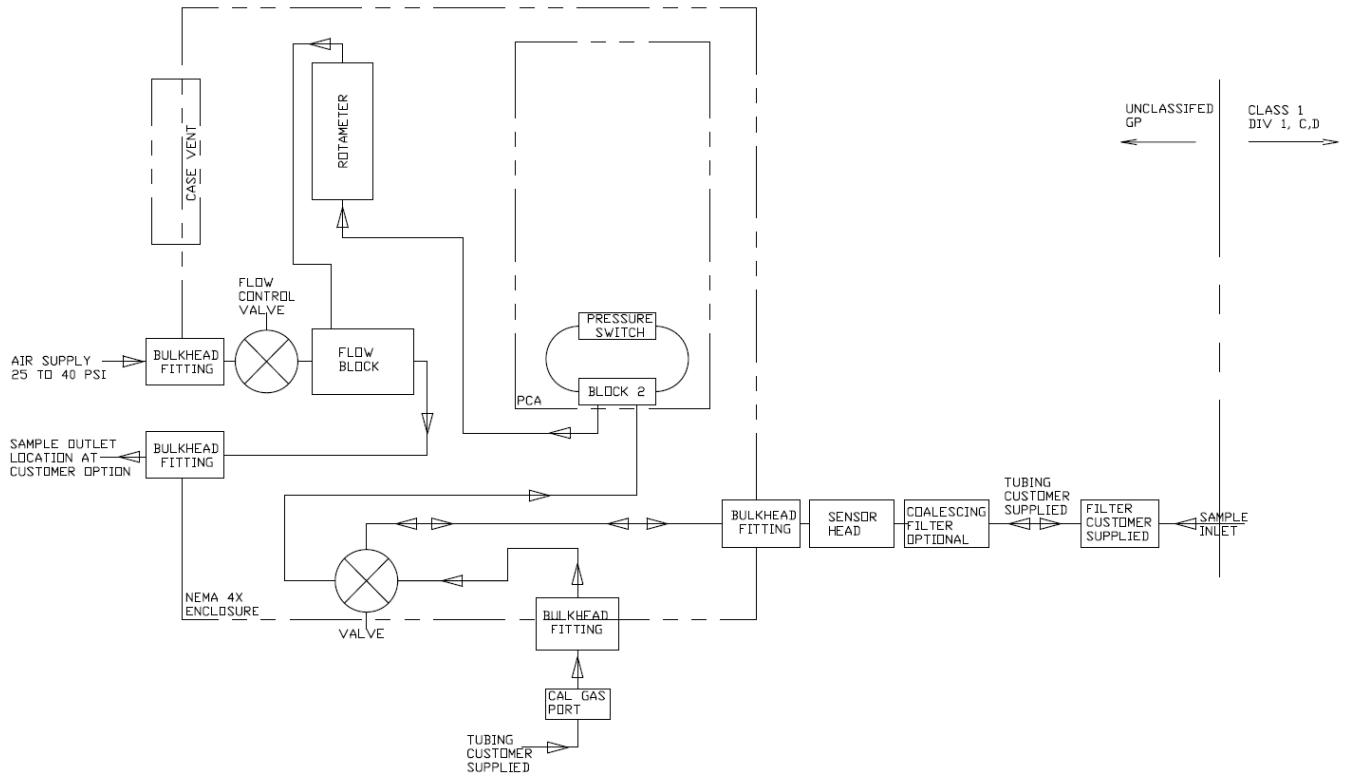 CASE VENT
ROTAMETER
UNCLASSIFED
GP
CLASS 1
DIV 1, C,D
FLOW
CONTROL
VALVE
PRESSURE
SWITCH
AIR SUPPLY
25 TO 40 PSI
BULKHEAD
FITTING
FLOW
BLOCK
BLOCK 2
PCA
SAMPLE OUTLET
LOCATION AT
CUSTOMER OPTION
BULKHEAD
FITTING
BULKHEAD
FITTING
SENSOR
HEAD
COALESCING
FILTER
OPTIONAL
TUBING
CUSTOMER
SUPPLIED
FILTER
CUSTOMER
SUPPLIED
SAMPLE
INLET
NEMA 4X
ENCLOSURE
VALVE
BULKHEAD
FITTING
CAL GAS
PORT
TUBING
CUSTOMER
SUPPLIED